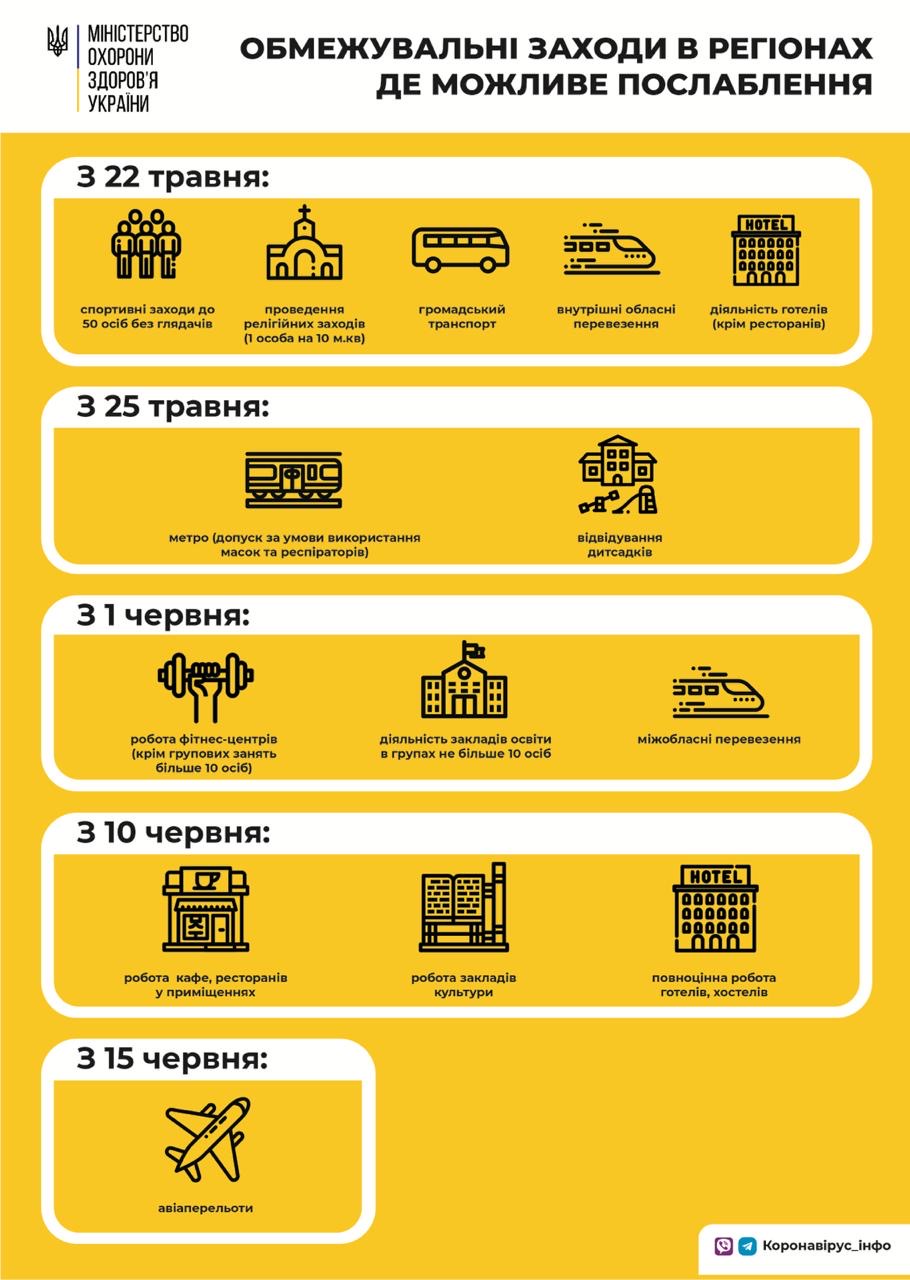 МІНІСТЕРСТВО
ОХОРОНИ
ЗДОРОВ'Я
УКРАЇНИ
ОБМЕЖУВАЛЬНІ ЗАХОДИ В РЕГІОНАХ
ДЕ МОЖЛИВЕ ПОСЛАБЛЕННЯ
З 22 травня:
спортивні заходи до
50 осіб без глядачів
проведення
релігійних заходів
(1 особа на 10 м.кв)
громадський
транспорт
внутрішні обласні
перевезення
HOTEL
діяльність готелів
(крім ресторанів)
З 25 травня:
метро (допуск за умови використання
масок та респіраторів)
відвідування
дитсадків
З 1 червня:
робота фітнес-центрів
(крім групових занять
більше 10 осіб)
діяльність закладів освіти
в групах не більше 10 осіб
міжобласні перевезення
З 10 червня:
робота кафе, ресторанів
у приміщеннях
робота закладів
культури
HOTEL
повноцінна робота
готелів, хостелів
З 15 червня:
авіаперельоти
Коронавірус_інфо